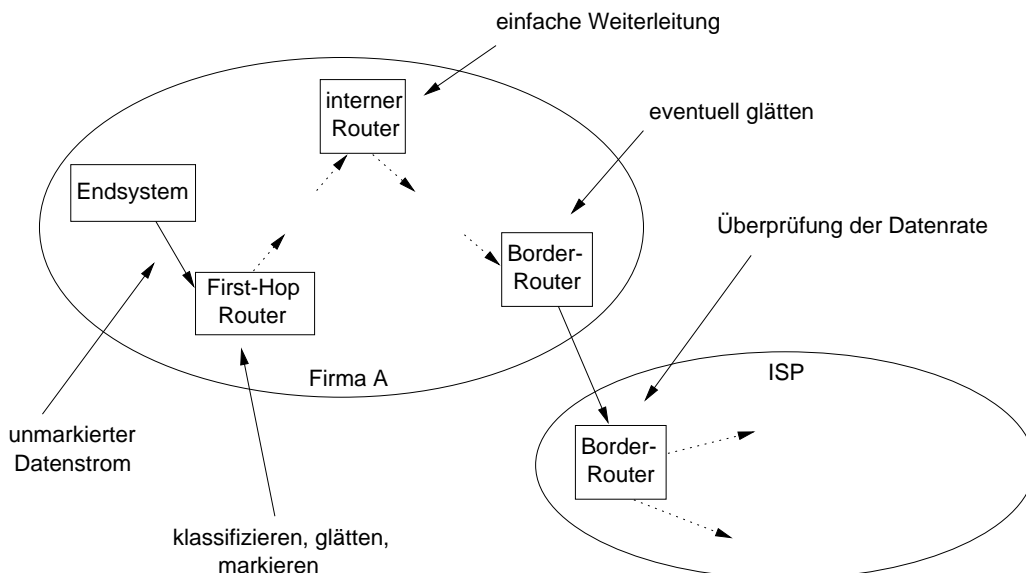 einfache Weiterleitung
interner
Router
eventuell glätten
Endsystem
Überprüfung der Datenrate
Border-
Router
First-Hop
Router
Firma A
ISP
unmarkierter
Datenstrom
Border-
Router
klassifizieren, glätten,
markieren